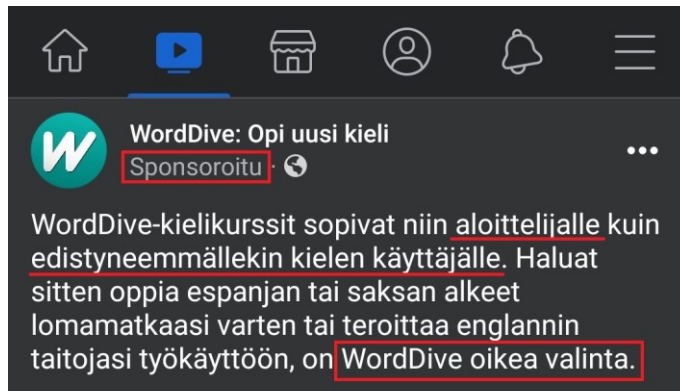 WordDive: Opi uusi kieli
Sponsoroitu ·
WordDive-kielikurssit sopivat niin aloittelijalle kuin
edistyneemmällekin kielen käyttäjälle. Haluat
sitten oppia espanjan tai saksan alkeet
lomamatkaasi varten tai teroittaa englannin
taitojasi työkäyttöön, on WordDive oikea valinta.